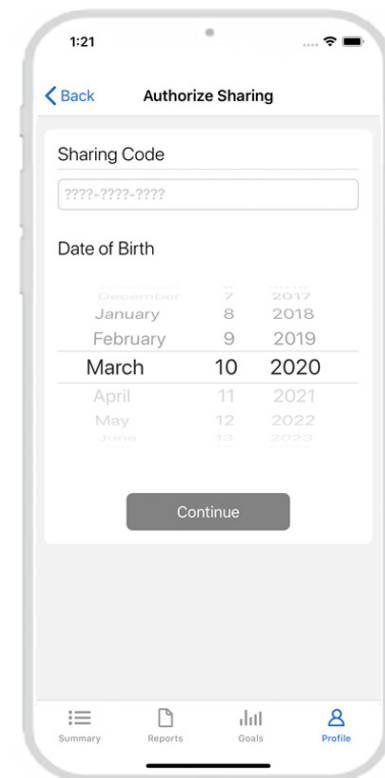 1:21
Back Authorize Sharing
Sharing Code
????-????-????
Date of Birth
December 7 2017
January 8 2018
February 9 2019
March 10 2020
April 11 2021
May 12 2022
June 13 2023
Continue
Summary Reports Goals Profile